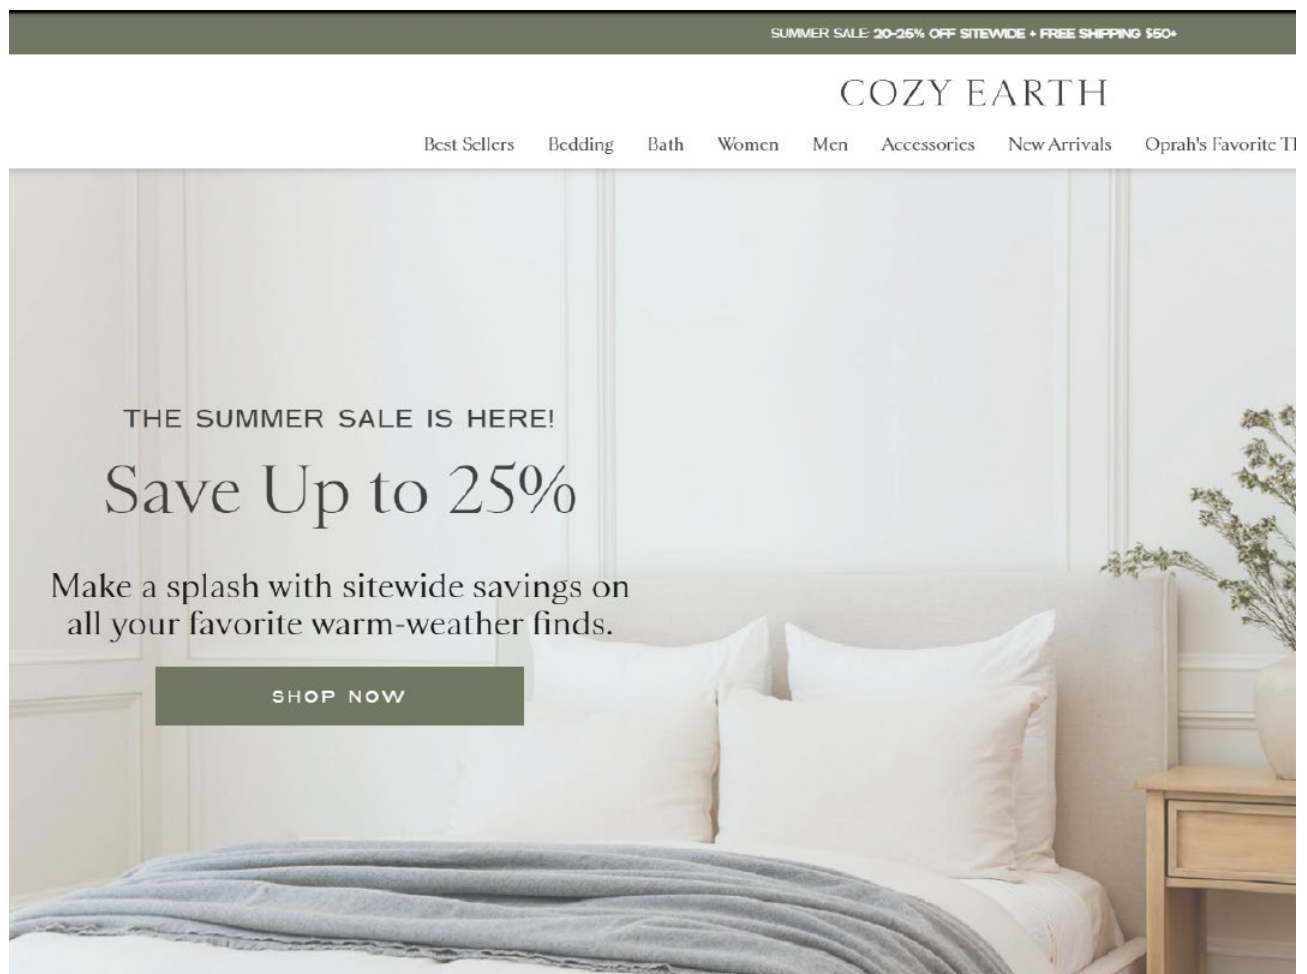 SUMMER SALE: 20-25% OFF SITEWIDE + FREE SHIPPING $50+
COZY EARTH
Best Sellers Bedding Bath Women Men Accessories New Arrivals Oprah's Favorite
THE SUMMER SALE IS HERE!
Save Up to 25%
Make a splash with sitewide savings on
all your favorite warm-weather finds.
SHOP NOW